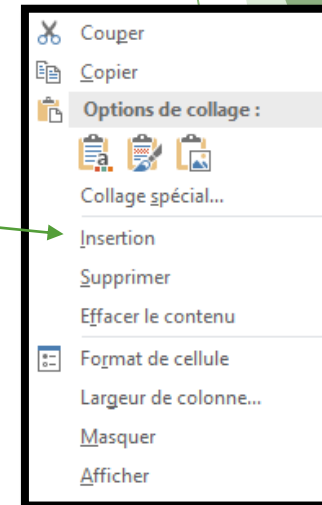 Couper
Copier
Options de collage :
a
Collage spécial...
Insertion
Supprimer
Effacer le contenu
Format de cellule
Largeur de colonne...
Masquer
Afficher